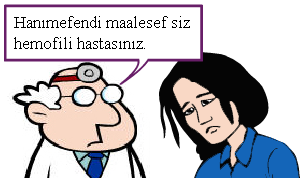 Hanımefendi maalesef siz
hemofili hastasınız.